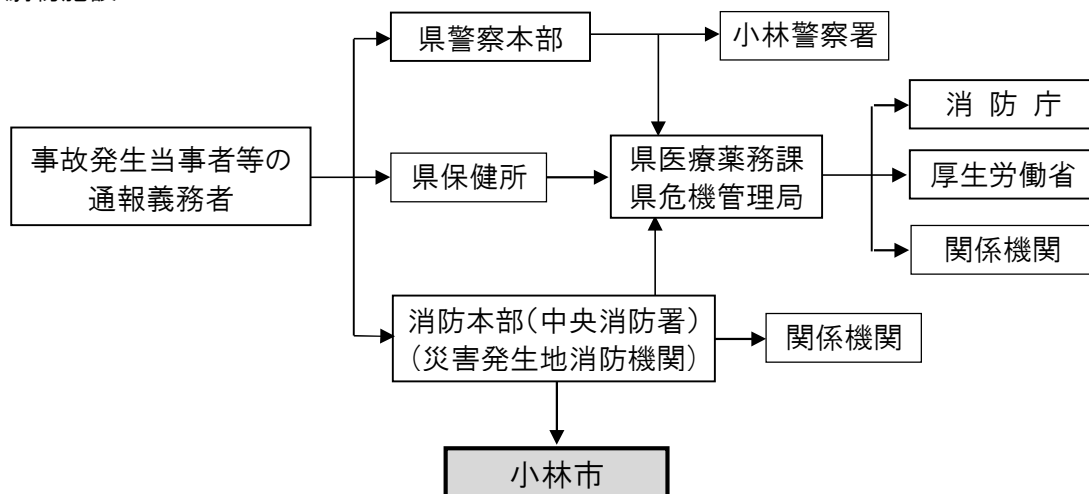 県警察本部
小林警察署
消 防 庁
事故発生当事者等の
通報義務者
県保健所
県医療薬務課
県危機管理局
厚生労働省
関係機関
消防本部（中央消防署）
（災害発生地消防機関）
関係機関
小林市